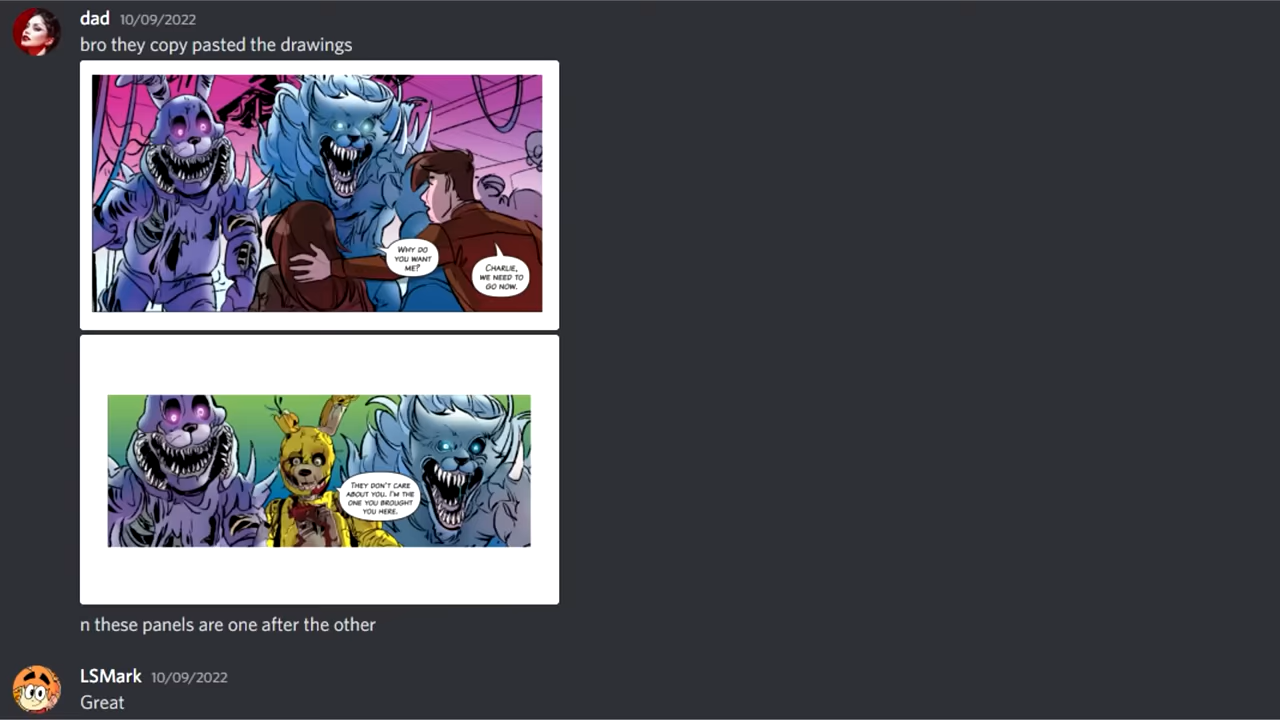 dad 10/09/2022
bro they copy pasted the drawings
WHY DO
YOU WANT
ME?
CHARLIE,
WE NEED TO
GO NOW.
THEY DON'T CARE
ABOUT YOU. I'M THE
ONE YOU BROUGHT
YOU HERE.
n these panels are one after the other
LSMark 10/09/2022
Great